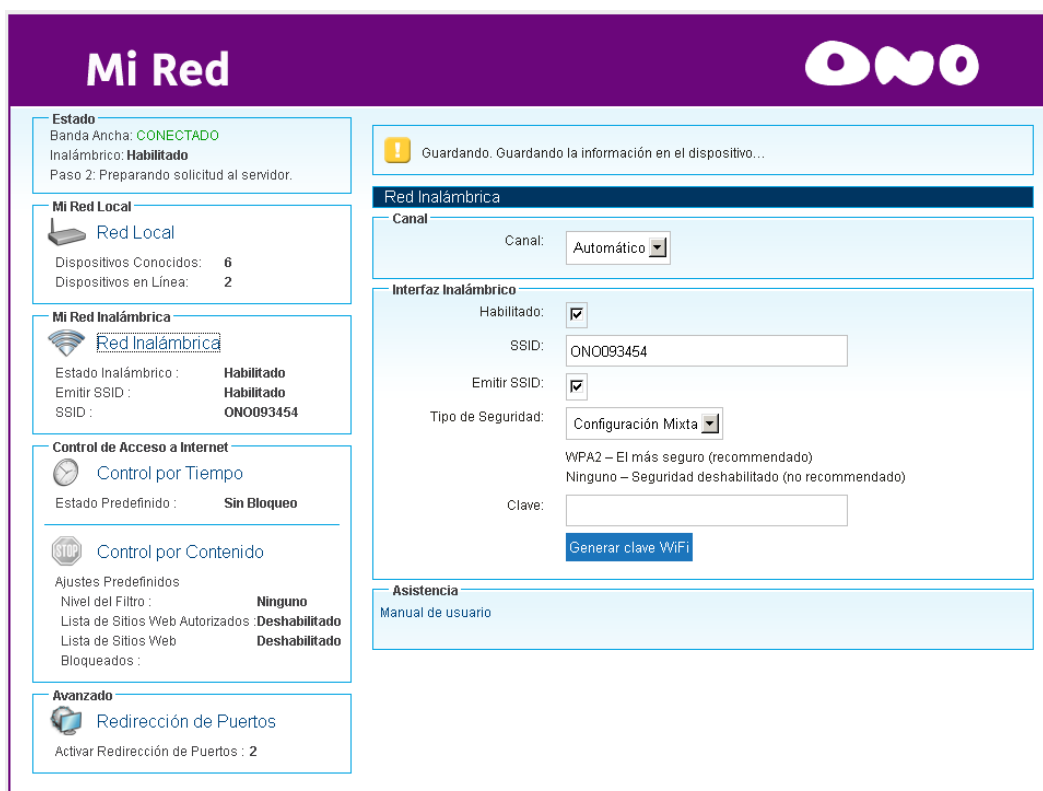 Mi Red
ONO
Estado
Banda Ancha: CONECTADO
Inalámbrico: Habilitado
Paso 2: Preparando solicitud al servidor.
Mi Red Local
Red Local
Dispositivos Conocidos: 6
Dispositivos en Línea: 2
Mi Red Inalámbrica
Red Inalámbrica
Estado Inalámbrico : Habilitado
Emitir SSID : Habilitado
SSID : ONO093454
Control de Acceso a Internet
Control por Tiempo
Estado Predefinido : Sin Bloqueo
STOP
Control por Contenido
Ajustes Predefinidos
Nivel del Filtro : Ninguno
Lista de Sitios Web Autorizados : Deshabilitado
Lista de Sitios Web Deshabilitado
Bloqueados :
Avanzado
Redirección de Puertos
Activar Redirección de Puertos : 2
Guardando. Guardando la información en el dispositivo...
Red Inalámbrica
Canal
Canal: Automático
Interfaz Inalámbrico
Habilitado:
SSID: ONO093454
Emitir SSID:
Tipo de Seguridad: Configuración Mixta
WPA2 – El más seguro (recommendado)
Ninguno – Seguridad deshabilitado (no recommendado)
Clave:
Generar clave WiFi
Asistencia
Manual de usuario